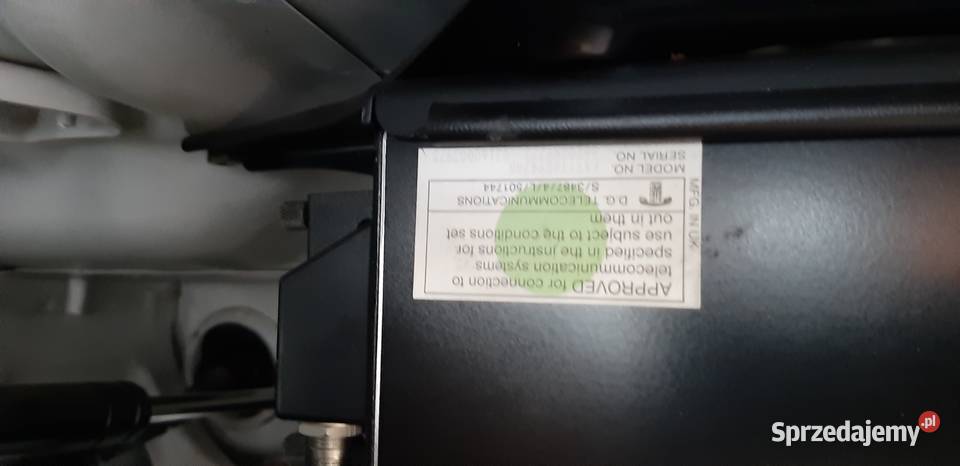 APPROVED for connection to
telecommunication systems
specified in the instructions for
use subject to the conditions set
out in them
D.G. TELECOMMUNICATIONS
S/3487/4/L/501744
MODEL NO.
SERIAL NO
MFG. IN UK
Sprzedajemy.pl